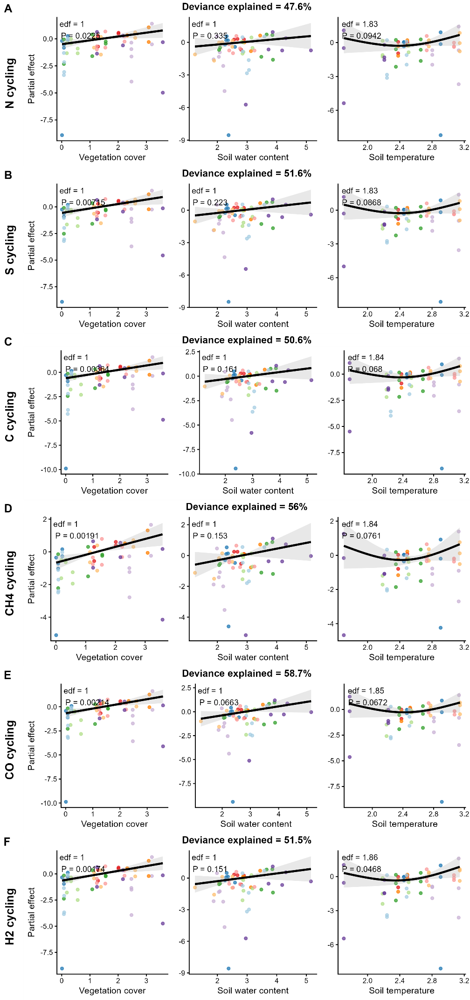 A
Deviance explained = 47.6%
N cycling
Partial effect
edf = 1
P = 0.0225
0.0
-2.5
-5.0
-7.5
0 1 2 3
Vegetation cover
edf = 1
P = 0.335
0
-3
-6
-9
2 3 4 5
Soil water content
edf = 1.83
P = 0.0942
0
-3
-6
2.0 2.4 2.8 3.2
Soil temperature
B
Deviance explained = 51.6%
S cycling
Partial effect
edf = 1
P = 0.00715
0.0
-2.5
-5.0
-7.5
0 1 2 3
Vegetation cover
edf = 1
P = 0.223
0
-3
-6
-9
2 3 4 5
Soil water content
edf = 1.83
P = 0.0868
0
-3
-6
2.0 2.4 2.8 3.2
Soil temperature
C
Deviance explained = 50.6%
C cycling
Partial effect
edf = 1
P = 0.00364
0.0
-2.5
-5.0
-7.5
-10.0
0 1 2 3
Vegetation cover
edf = 1
P = 0.161
2.5
0.0
-2.5
-5.0
-7.5
-10.0
2 3 4 5
Soil water content
edf = 1.84
P = 0.068
0.0
-2.5
-5.0
-7.5
2.0 2.4 2.8 3.2
Soil temperature
D
Deviance explained = 56%
CH4 cycling
Partial effect
edf = 1
P = 0.00191
2
0
-2
-4
0 1 2 3
Vegetation cover
edf = 1
P = 0.153
2
0
-2
-4
2 3 4 5
Soil water content
edf = 1.84
P = 0.0761
2
0
-2
-4
2.0 2.4 2.8 3.2
Soil temperature
E
Deviance explained = 58.7%
CO cycling
Partial effect
edf = 1
P = 0.00214
0.0
-2.5
-5.0
-7.5
-10.0
0 1 2 3
Vegetation cover
edf = 1
P = 0.0663
2.5
0.0
-2.5
-5.0
-7.5
2 3 4 5
Soil water content
edf = 1.85
P = 0.0672
0.0
-2.5
-5.0
-7.5
2.0 2.4 2.8 3.2
Soil temperature
F
Deviance explained = 51.5%
H2 cycling
Partial effect
edf = 1
P = 0.00174
0.0
-2.5
-5.0
-7.5
0 1 2 3
Vegetation cover
edf = 1
P = 0.151
0
-3
-6
-9
2 3 4 5
Soil water content
edf = 1.86
P = 0.0468
0
-3
-6
2.0 2.4 2.8 3.2
Soil temperature